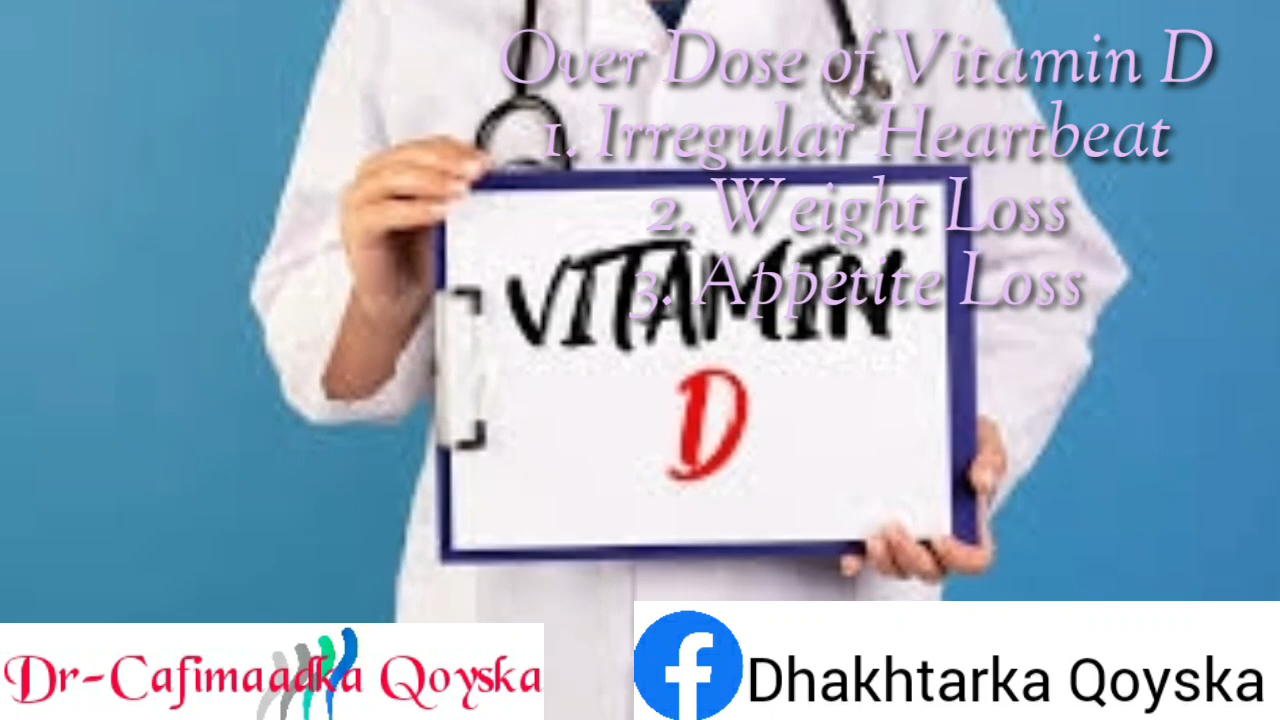 Over Dose of Vitamin D
1. Irregular Heartbeat
2. Weight Loss
3. Appetite Loss
VITAMIN
D
Dr-Cafimaadka Qoyska
Dhakhtarka Qoyska